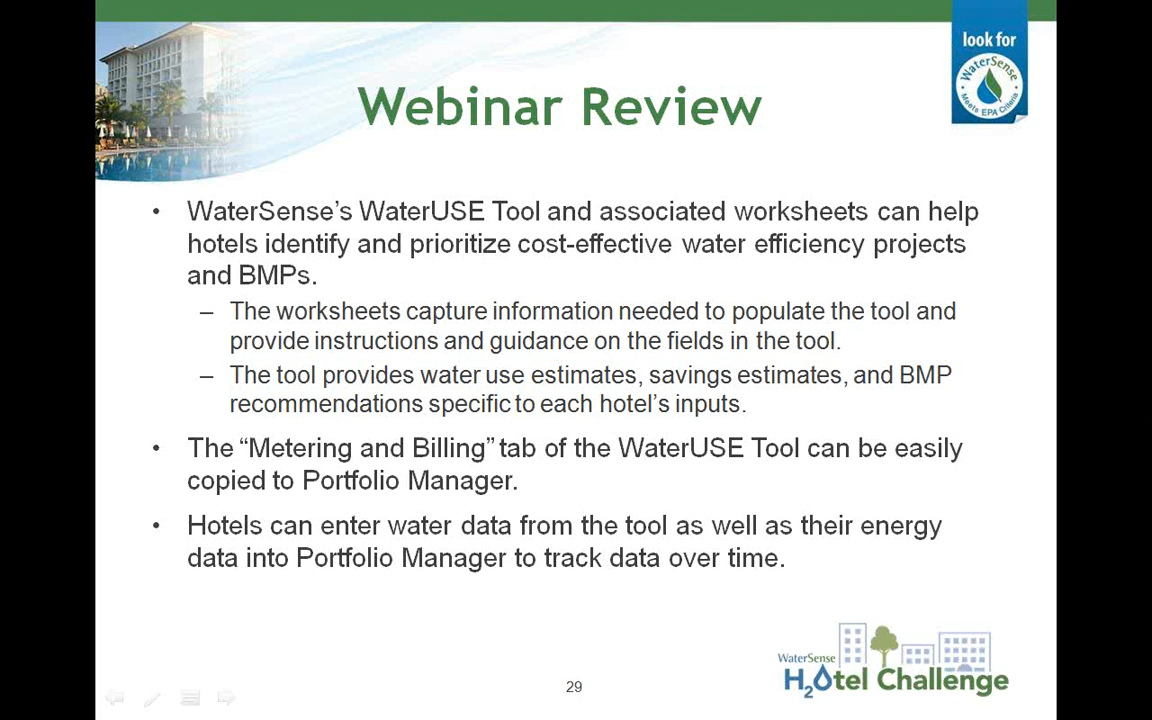 look for
WaterSense
Meets EPA Criteria
Webinar Review
• WaterSense’s WaterUSE Tool and associated worksheets can help
hotels identify and prioritize cost-effective water efficiency projects
and BMPs.
– The worksheets capture information needed to populate the tool and
provide instructions and guidance on the fields in the tool.
– The tool provides water use estimates, savings estimates, and BMP
recommendations specific to each hotel’s inputs.
• The “Metering and Billing” tab of the WaterUSE Tool can be easily
copied to Portfolio Manager.
• Hotels can enter water data from the tool as well as their energy
data into Portfolio Manager to track data over time.
WaterSense
H2Otel Challenge
29